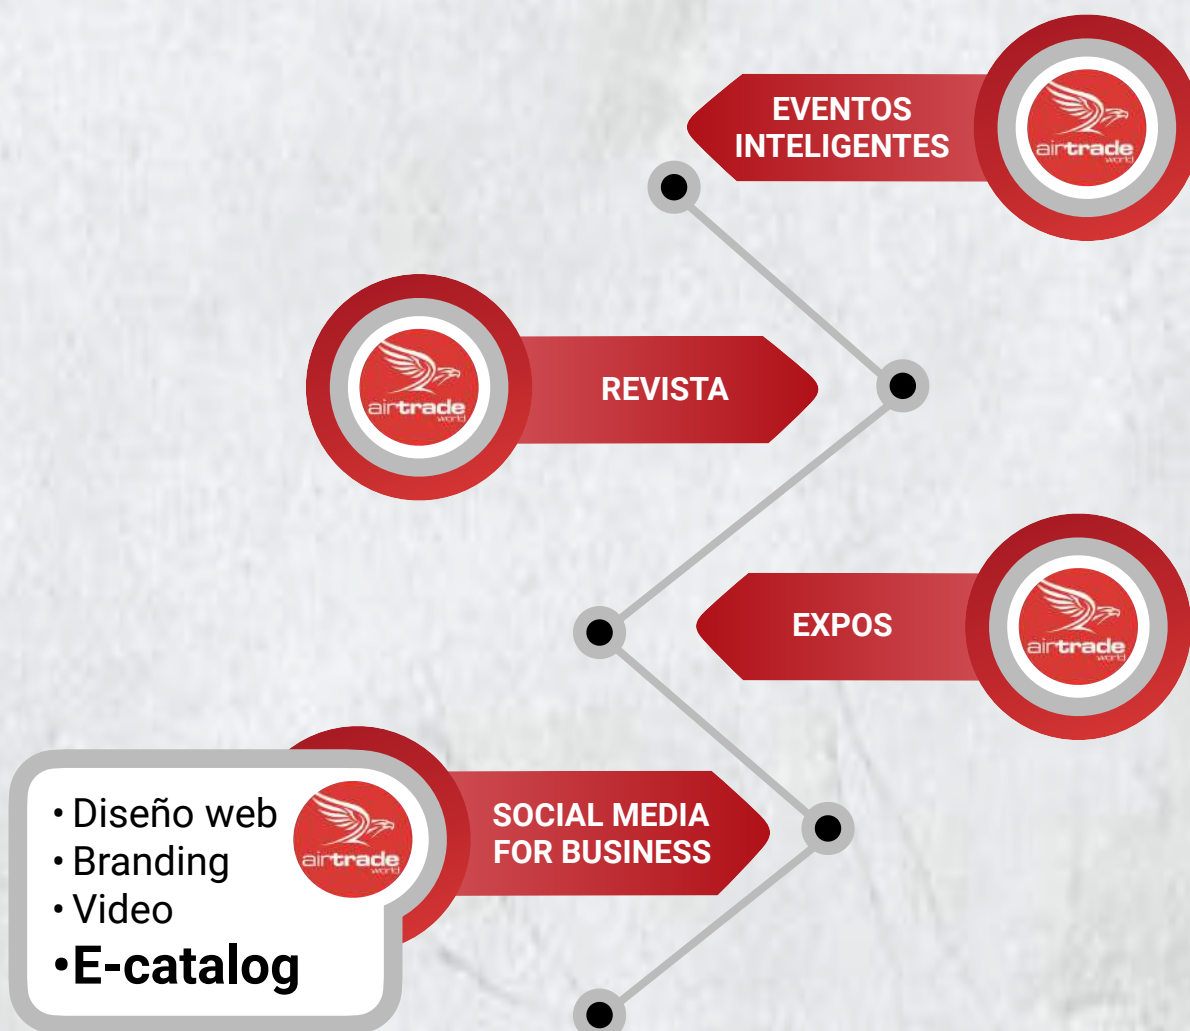 EVENTOS
INTELIGENTES
airtrade
world
airtrade
world
REVISTA
EXPOS
airtrade
world
• Diseño web
• Branding
• Video
•E-catalog
airtrade
world
SOCIAL MEDIA
FOR BUSINESS